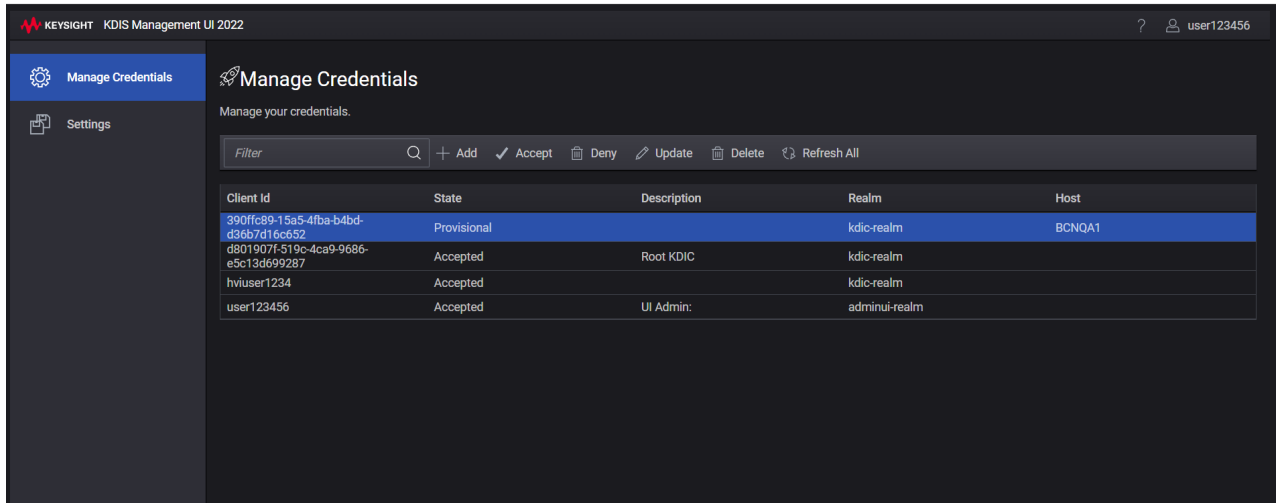 KEYSIGHT KDIS Management UI 2022
? user123456
Manage Credentials
Settings
Manage Credentials
Manage your credentials.
Filter + Add Accept Deny Update Delete Refresh All
Client Id State Description Realm Host
390ffc89-15a5-4fba-b4bd-
d36b7d16c652 Provisional kdic-realm BCNQA1
d801907f-519c-4ca9-9686-
e5c13d699287 Accepted Root KDIC kdic-realm
hviuser1234 Accepted kdic-realm
user123456 Accepted UI Admin: adminui-realm